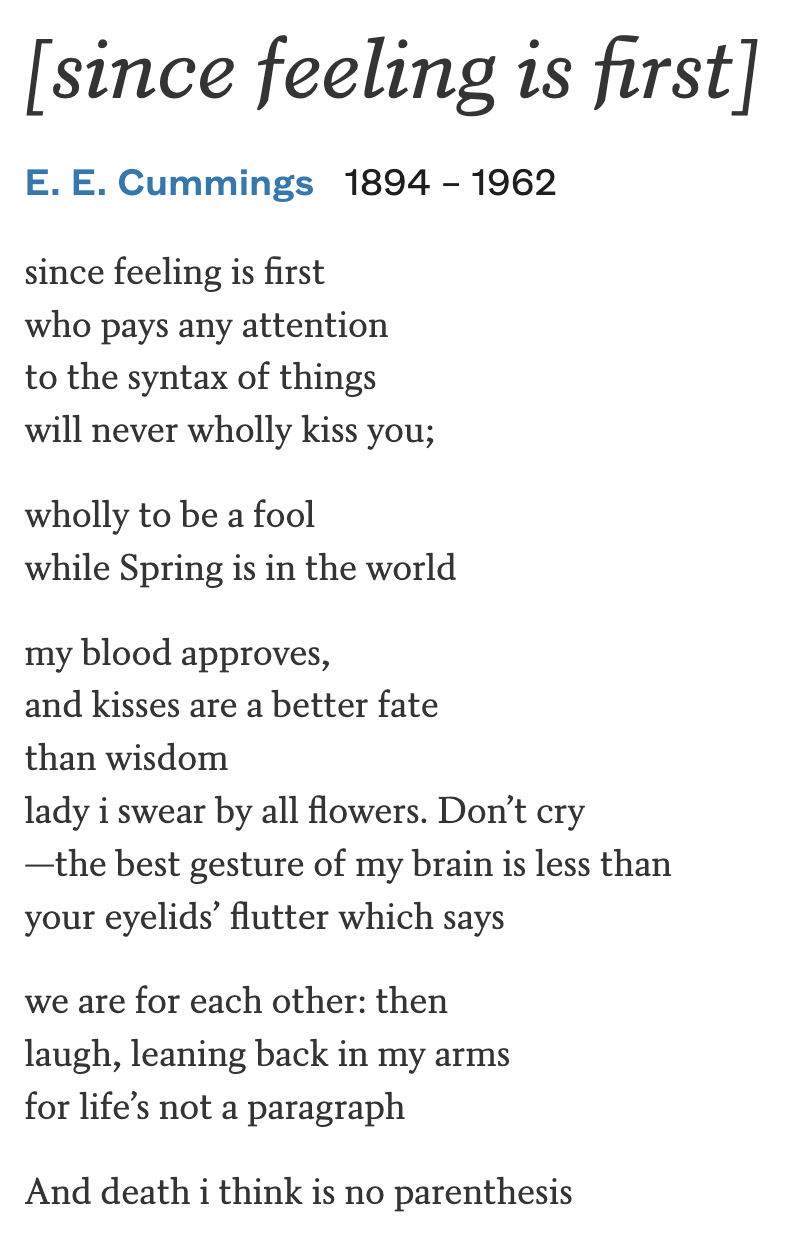 [since feeling is first]
E. E. Cummings 1894 – 1962
since feeling is first
who pays any attention
to the syntax of things
will never wholly kiss you;
wholly to be a fool
while Spring is in the world
my blood approves,
and kisses are a better fate
than wisdom
lady i swear by all flowers. Don’t cry
—the best gesture of my brain is less than
your eyelids’ flutter which says
we are for each other: then
laugh, leaning back in my arms
for life’s not a paragraph
And death i think is no parenthesis